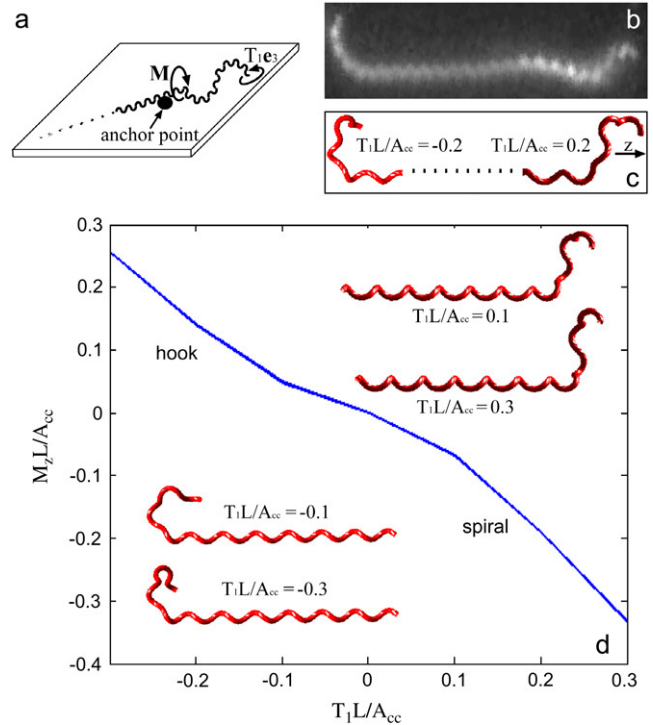 a
M
T₁e₃
anchor point
b
T₁L/Acc = -0.2
T₁L/Acc = 0.2
z
c
0.3
0.2
0.1
0
-0.1
-0.2
-0.3
-0.4
MzL/Acc
hook
T₁L/Acc = 0.1
T₁L/Acc = 0.3
T₁L/Acc = -0.1
spiral
T₁L/Acc = -0.3
d
-0.2 -0.1 0 0.1 0.2 0.3
T₁L/Acc